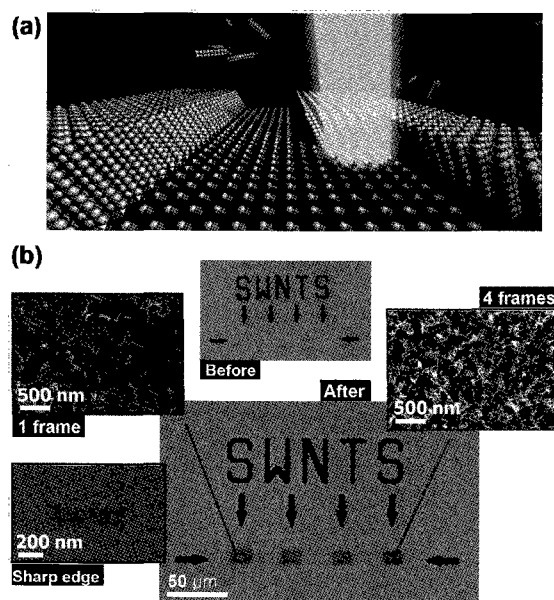 (a)
(b)
SWNTS
4 frames
Before
500 nm
1 frame
After
500 nm
SWNTS
200 nm
Sharp edge
50 µm